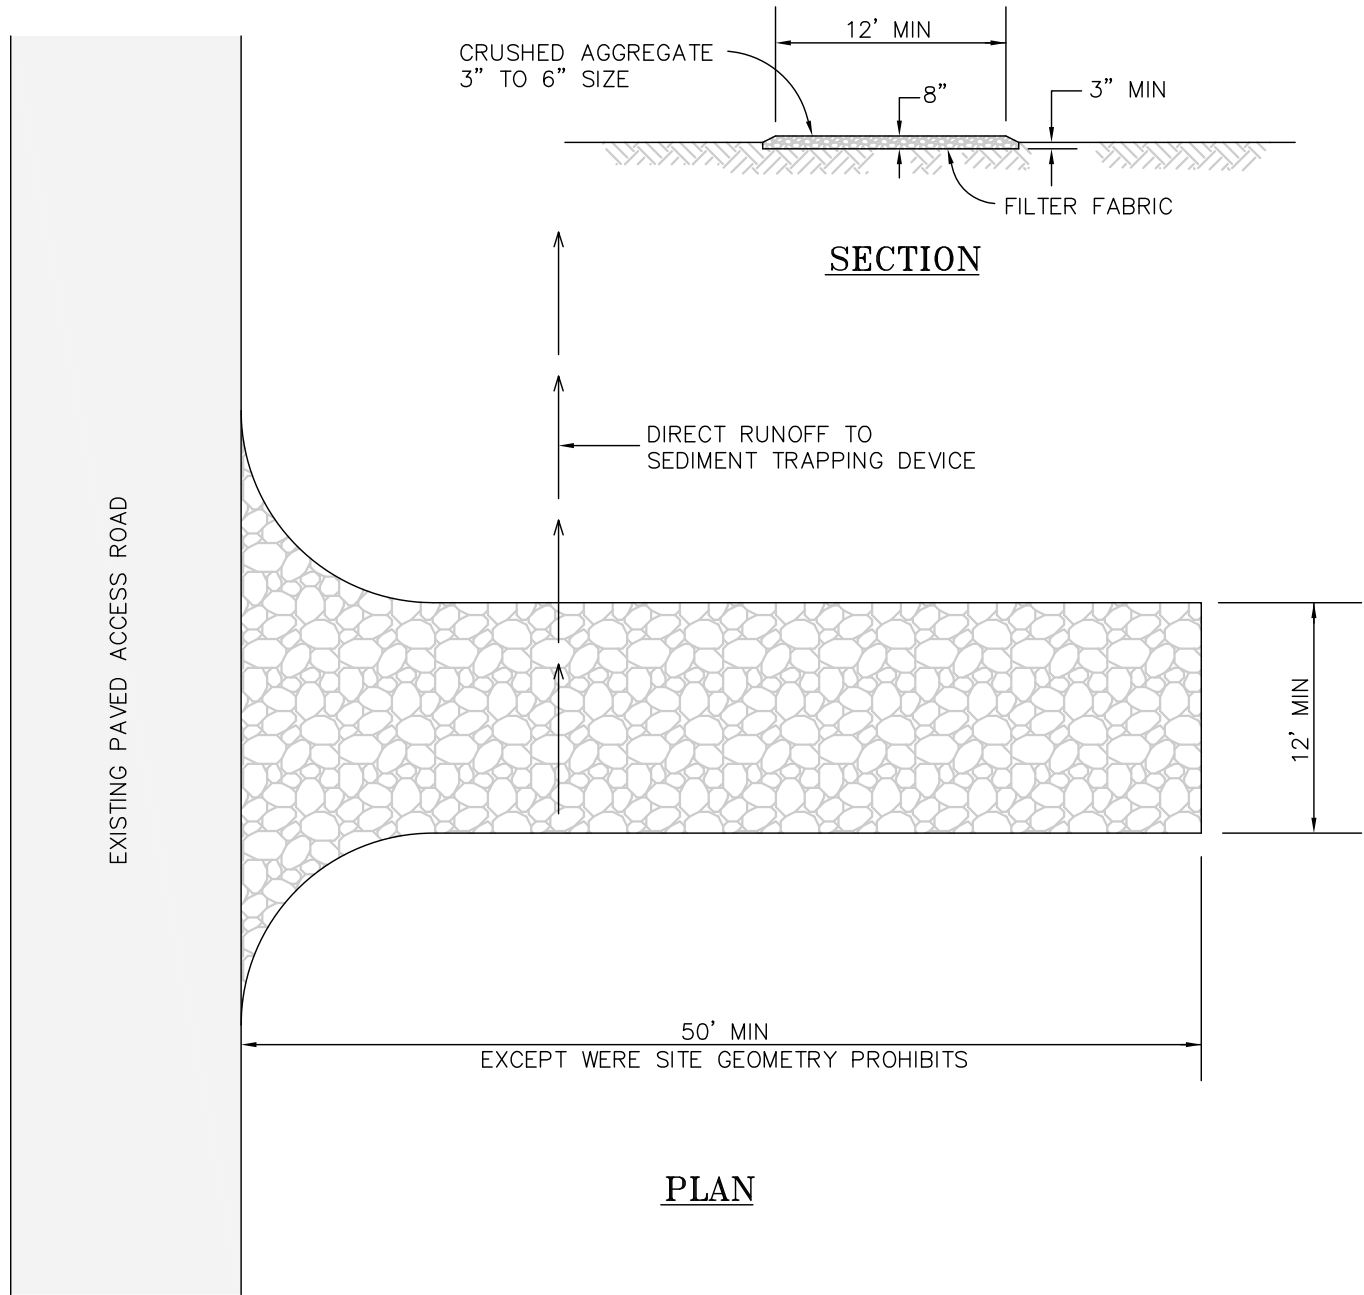 12’ MIN
CRUSHED AGGREGATE
3” TO 6” SIZE
8”
3” MIN
FILTER FABRIC
SECTION
DIRECT RUNOFF TO
SEDIMENT TRAPPING DEVICE
EXISTING PAVED ACCESS ROAD
12’ MIN
50’ MIN
EXCEPT WERE SITE GEOMETRY PROHIBITS
PLAN